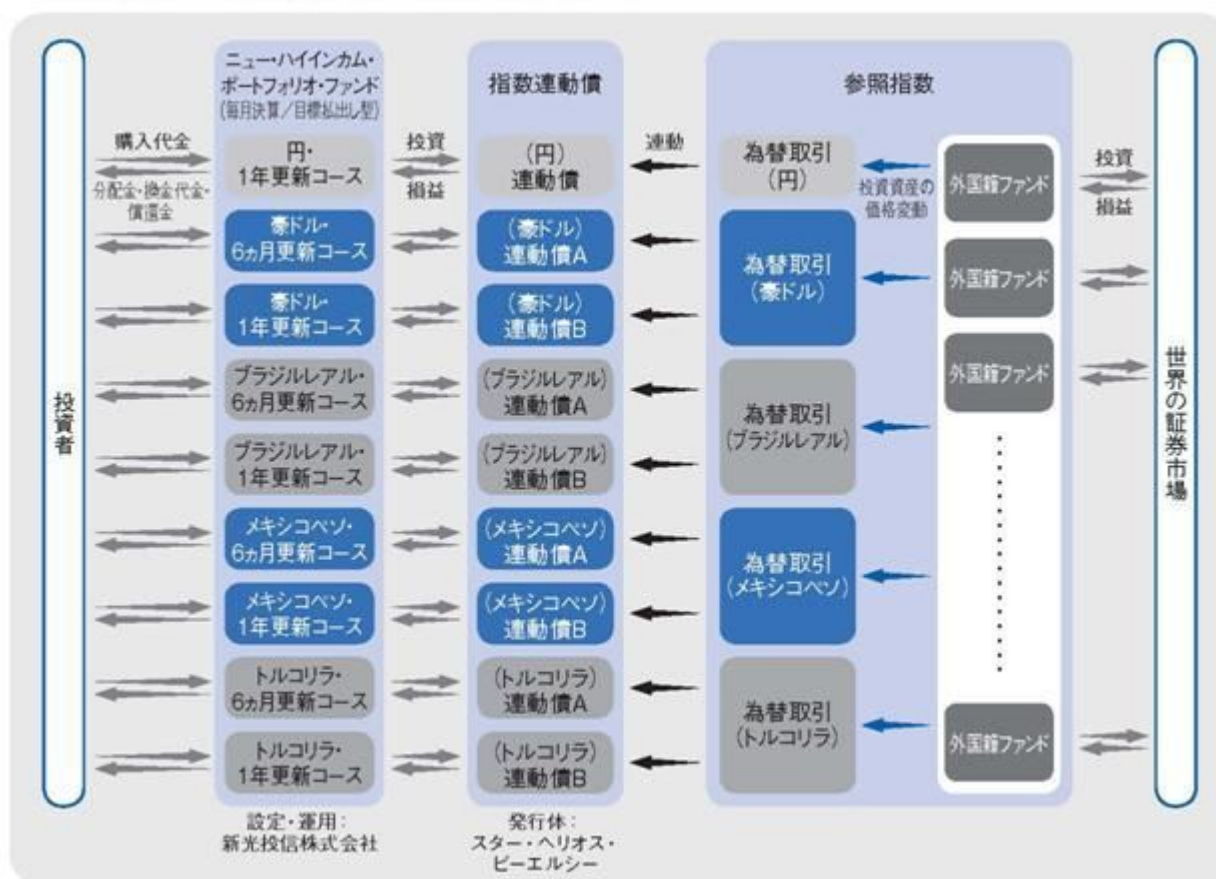 ニュー・ハイインカム・
ポートフォリオ・ファンド
(毎月決算/目標払出し型)
指数連動債
参照指数
投資者
購入代金
分配金・換金代金・
償還金
円・
1年更新コース
投資
損益
(円)
連動債
連動
為替取引
(円)
投資資産の
価格変動
外国籍ファンド
投資
損益
豪ドル・
6ヵ月更新コース
(豪ドル)
連動債A
為替取引
(豪ドル)
外国籍ファンド
豪ドル・
1年更新コース
(豪ドル)
連動債B
外国籍ファンド
世界の証券市場
ブラジルレアル・
6ヵ月更新コース
(ブラジルレアル)
連動債A
為替取引
(ブラジルレアル)
ブラジルレアル・
1年更新コース
(ブラジルレアル)
連動債B
メキシコペソ・
6ヵ月更新コース
(メキシコペソ)
連動債A
為替取引
(メキシコペソ)
メキシコペソ・
1年更新コース
(メキシコペソ)
連動債B
トルコリラ・
6ヵ月更新コース
(トルコリラ)
連動債A
為替取引
(トルコリラ)
外国籍ファンド
トルコリラ・
1年更新コース
(トルコリラ)
連動債B
設定・運用:
新光投信株式会社
発行体:
スター・ヘリオス・
ピーエルシー